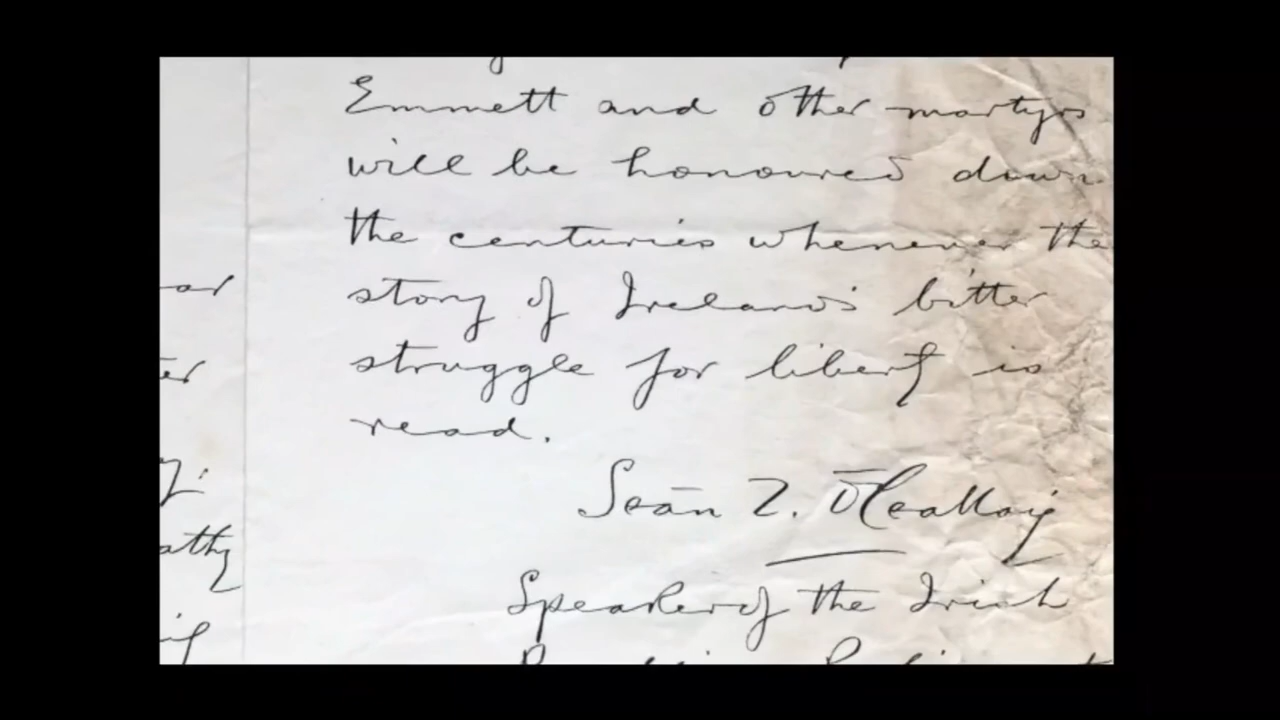 Emmett and other martyrs
will be honoured down
the centuries whenever the
story of Ireland's bitter
struggle for liberty is
read.
Seán T. ÓCeallaigh
Speaker of the Irish